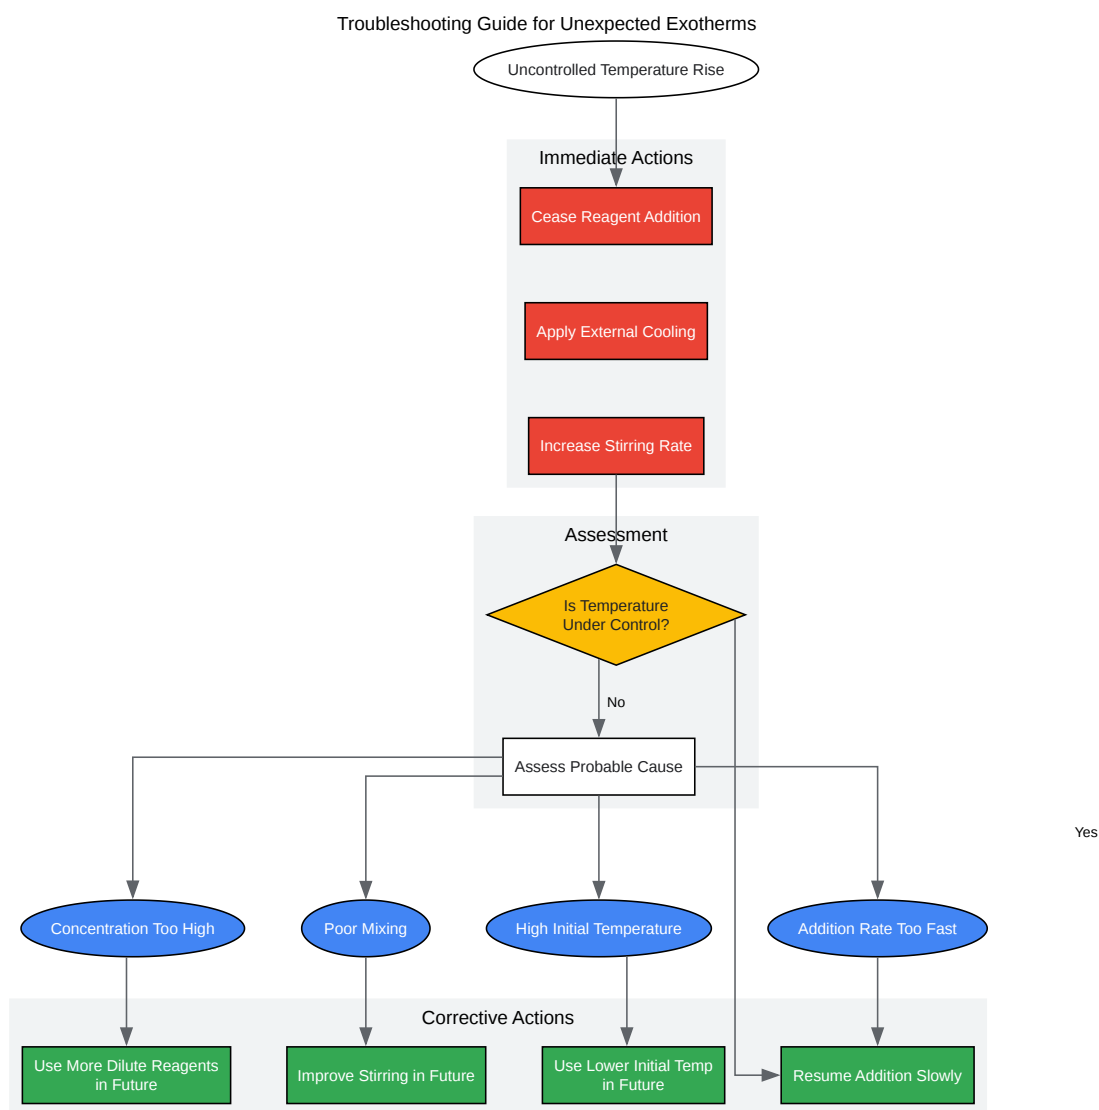 Troubleshooting Guide for Unexpected Exotherms
Uncontrolled Temperature Rise
Immediate Actions
Cease Reagent Addition
Apply External Cooling
Increase Stirring Rate
Assessment
Is Temperature
Under Control?
No
Assess Probable Cause
Yes
Concentration Too High
Poor Mixing
High Initial Temperature
Addition Rate Too Fast
Corrective Actions
Use More Dilute Reagents
in Future
Improve Stirring in Future
Use Lower Initial Temp
in Future
Resume Addition Slowly